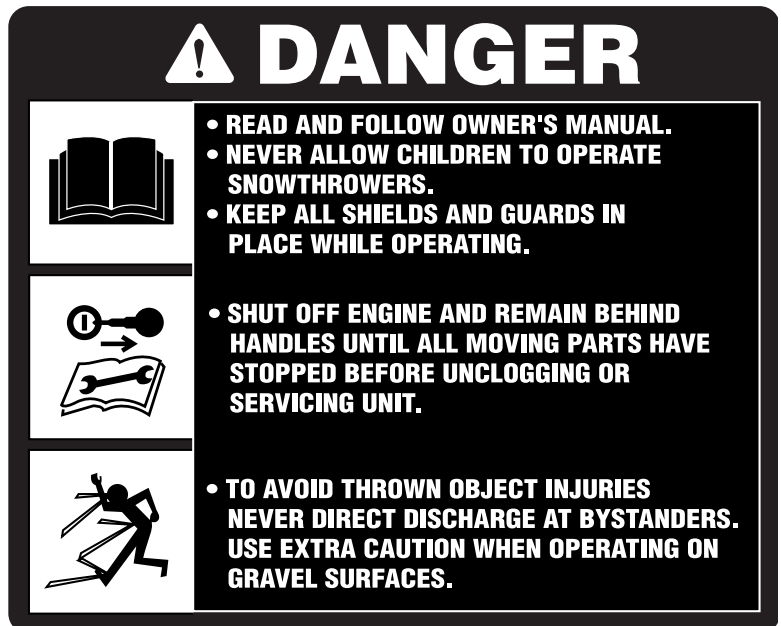 DANGER
• READ AND FOLLOW OWNER'S MANUAL.
• NEVER ALLOW CHILDREN TO OPERATE
SNOWTHROWERS.
• KEEP ALL SHIELDS AND GUARDS IN
PLACE WHILE OPERATING.
• SHUT OFF ENGINE AND REMAIN BEHIND
HANDLES UNTIL ALL MOVING PARTS HAVE
STOPPED BEFORE UNCLOGGING OR
SERVICING UNIT.
• TO AVOID THROWN OBJECT INJURIES
NEVER DIRECT DISCHARGE AT BYSTANDERS.
USE EXTRA CAUTION WHEN OPERATING ON
GRAVEL SURFACES.